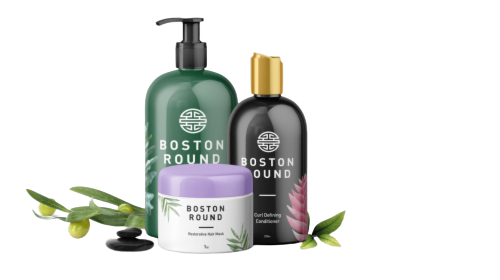 BOSTON
ROUND
BOSTON
ROUND
Curl Defining
Conditioner
BOSTON
ROUND
Restorative Hair Mask